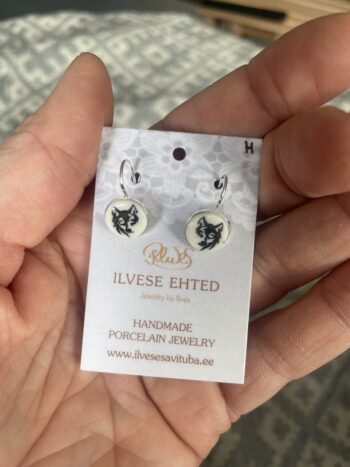 H
ILVESE EHTED
Jewelry by Ilves
HANDMADE
PORCELAIN JEWELRY
www.ilvesesavituba.ee